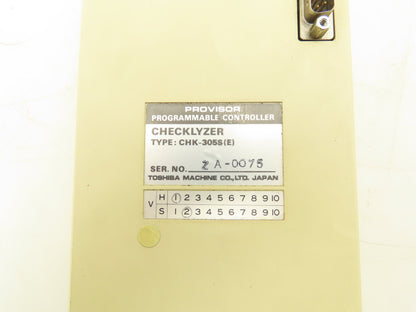 PROVISOR
PROGRAMMABLE CONTROLLER
CHECKLYZER
TYPE: CHK-305S(E)
SER. NO. ZA-0075
TOSHIBA MACHINE CO., LTD. JAPAN
V H 1 2 3 4 5 6 7 8 9 10
S 1 2 3 4 5 6 7 8 9 10